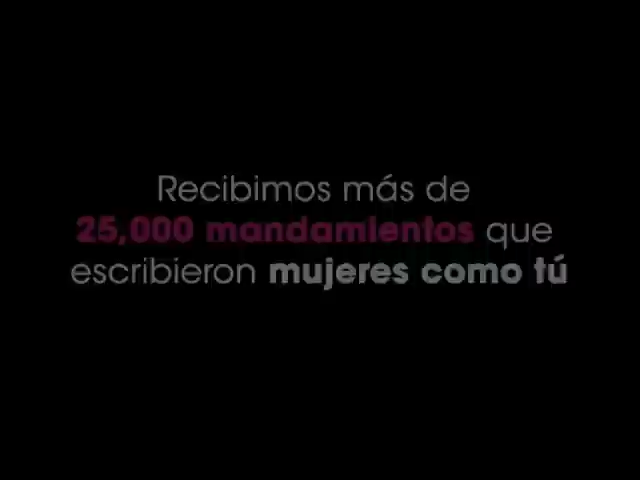 Recibimos más de
25,000 mandamientos que
escribieron mujeres como tú